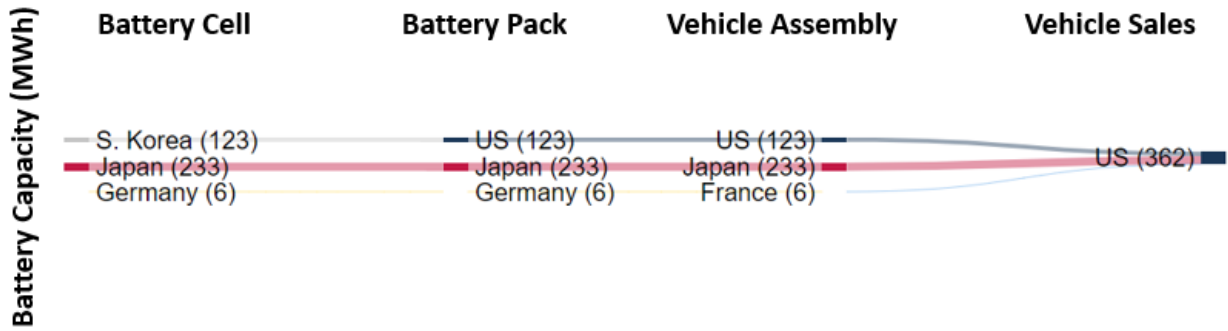 Battery Capacity (MWh)
Battery Cell Battery Pack Vehicle Assembly Vehicle Sales
S. Korea (123) US (123) US (123)
US (362)
Japan (233) Japan (233) Japan (233)
Germany (6) Germany (6) France (6)